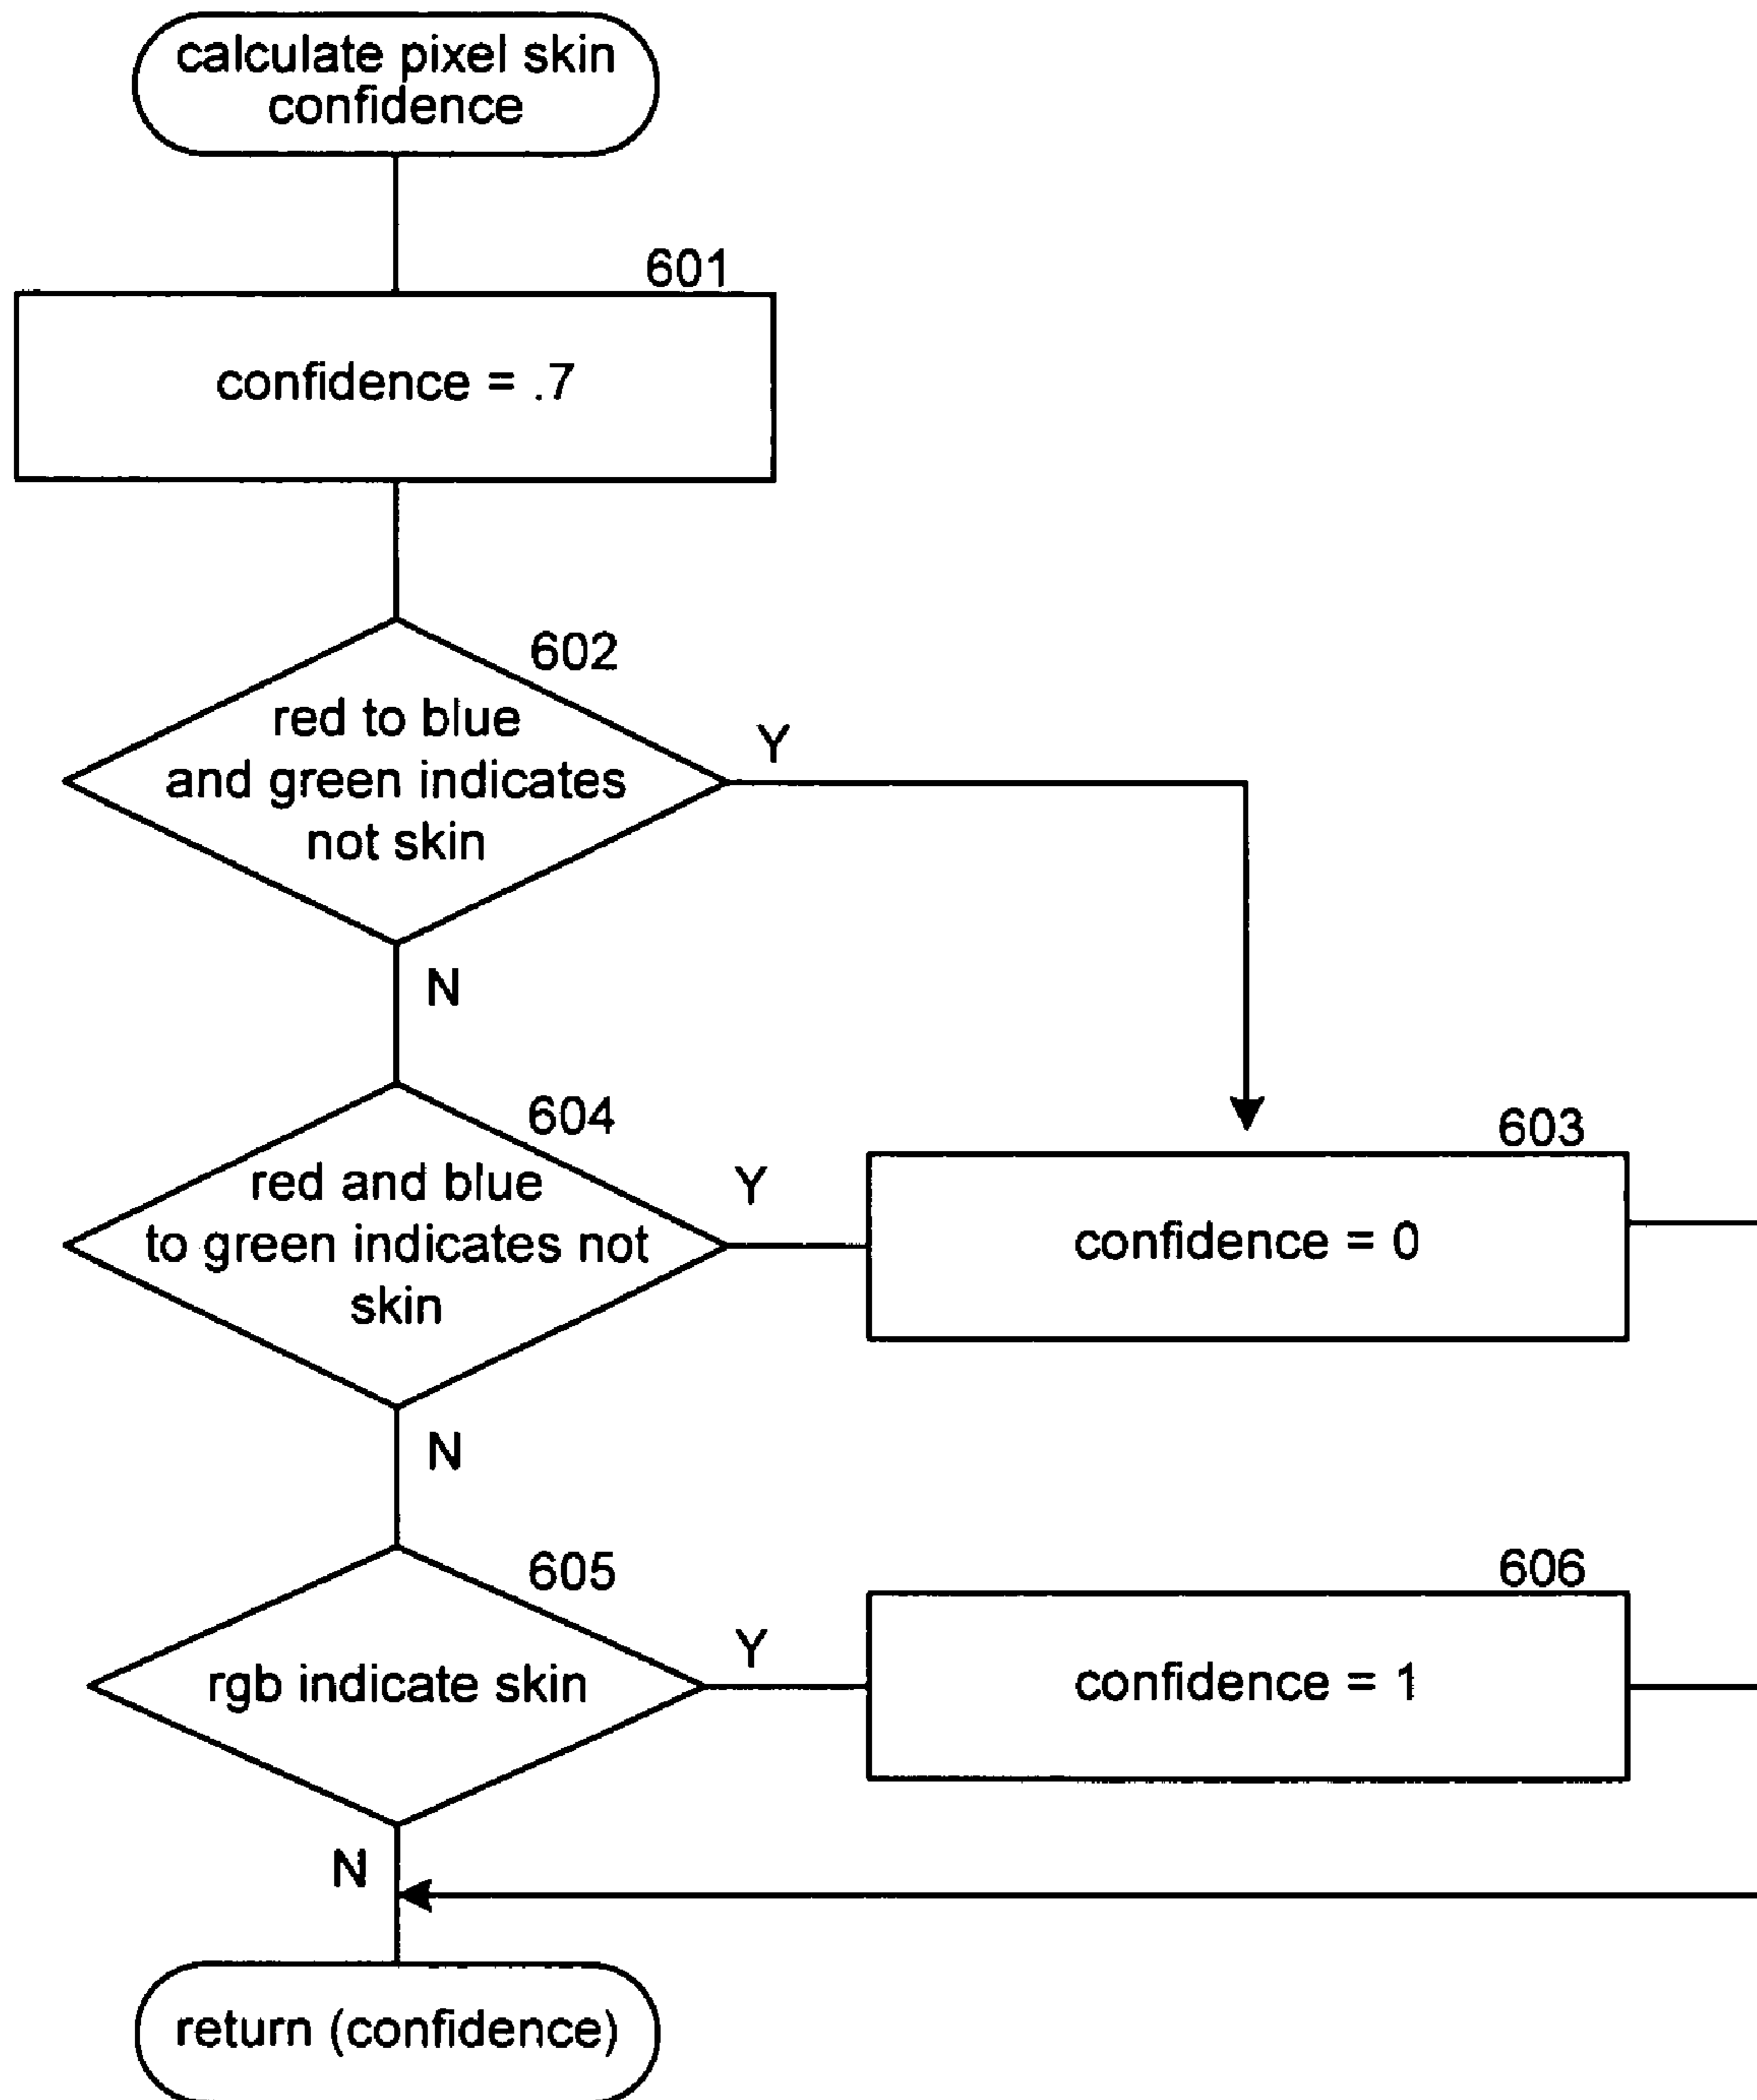 calculate pixel skin
confidence
601
confidence = .7
602
red to blue
and green indicates
not skin
Y
N
604
red and blue
to green indicates not
skin
Y
603
confidence = 0
N
605
rgb indicate skin
Y
606
confidence = 1
N
return (confidence)